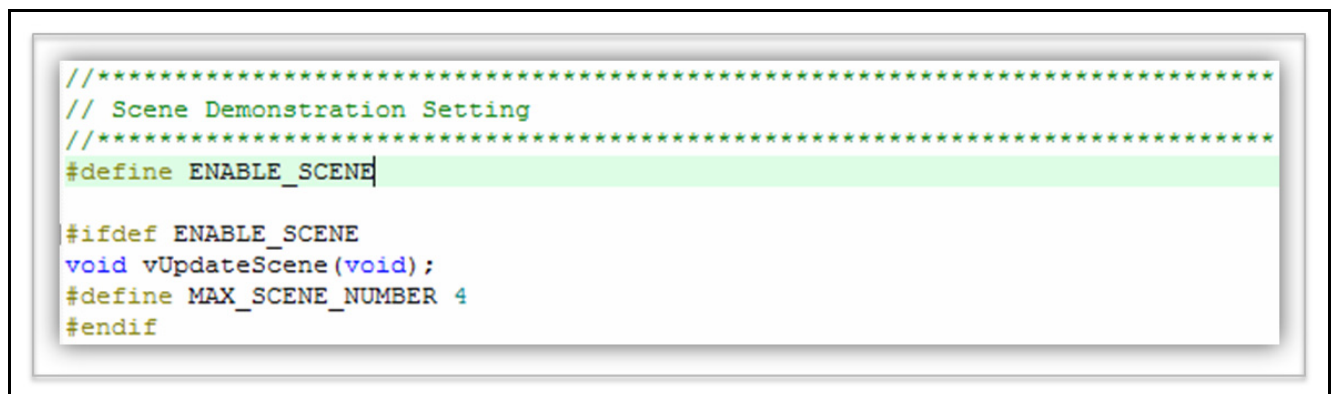 //****************************************************************************
// Scene Demonstration Setting
//****************************************************************************
#define ENABLE_SCENE
#ifdef ENABLE_SCENE
void vUpdateScene(void);
#define MAX_SCENE_NUMBER 4
#endif